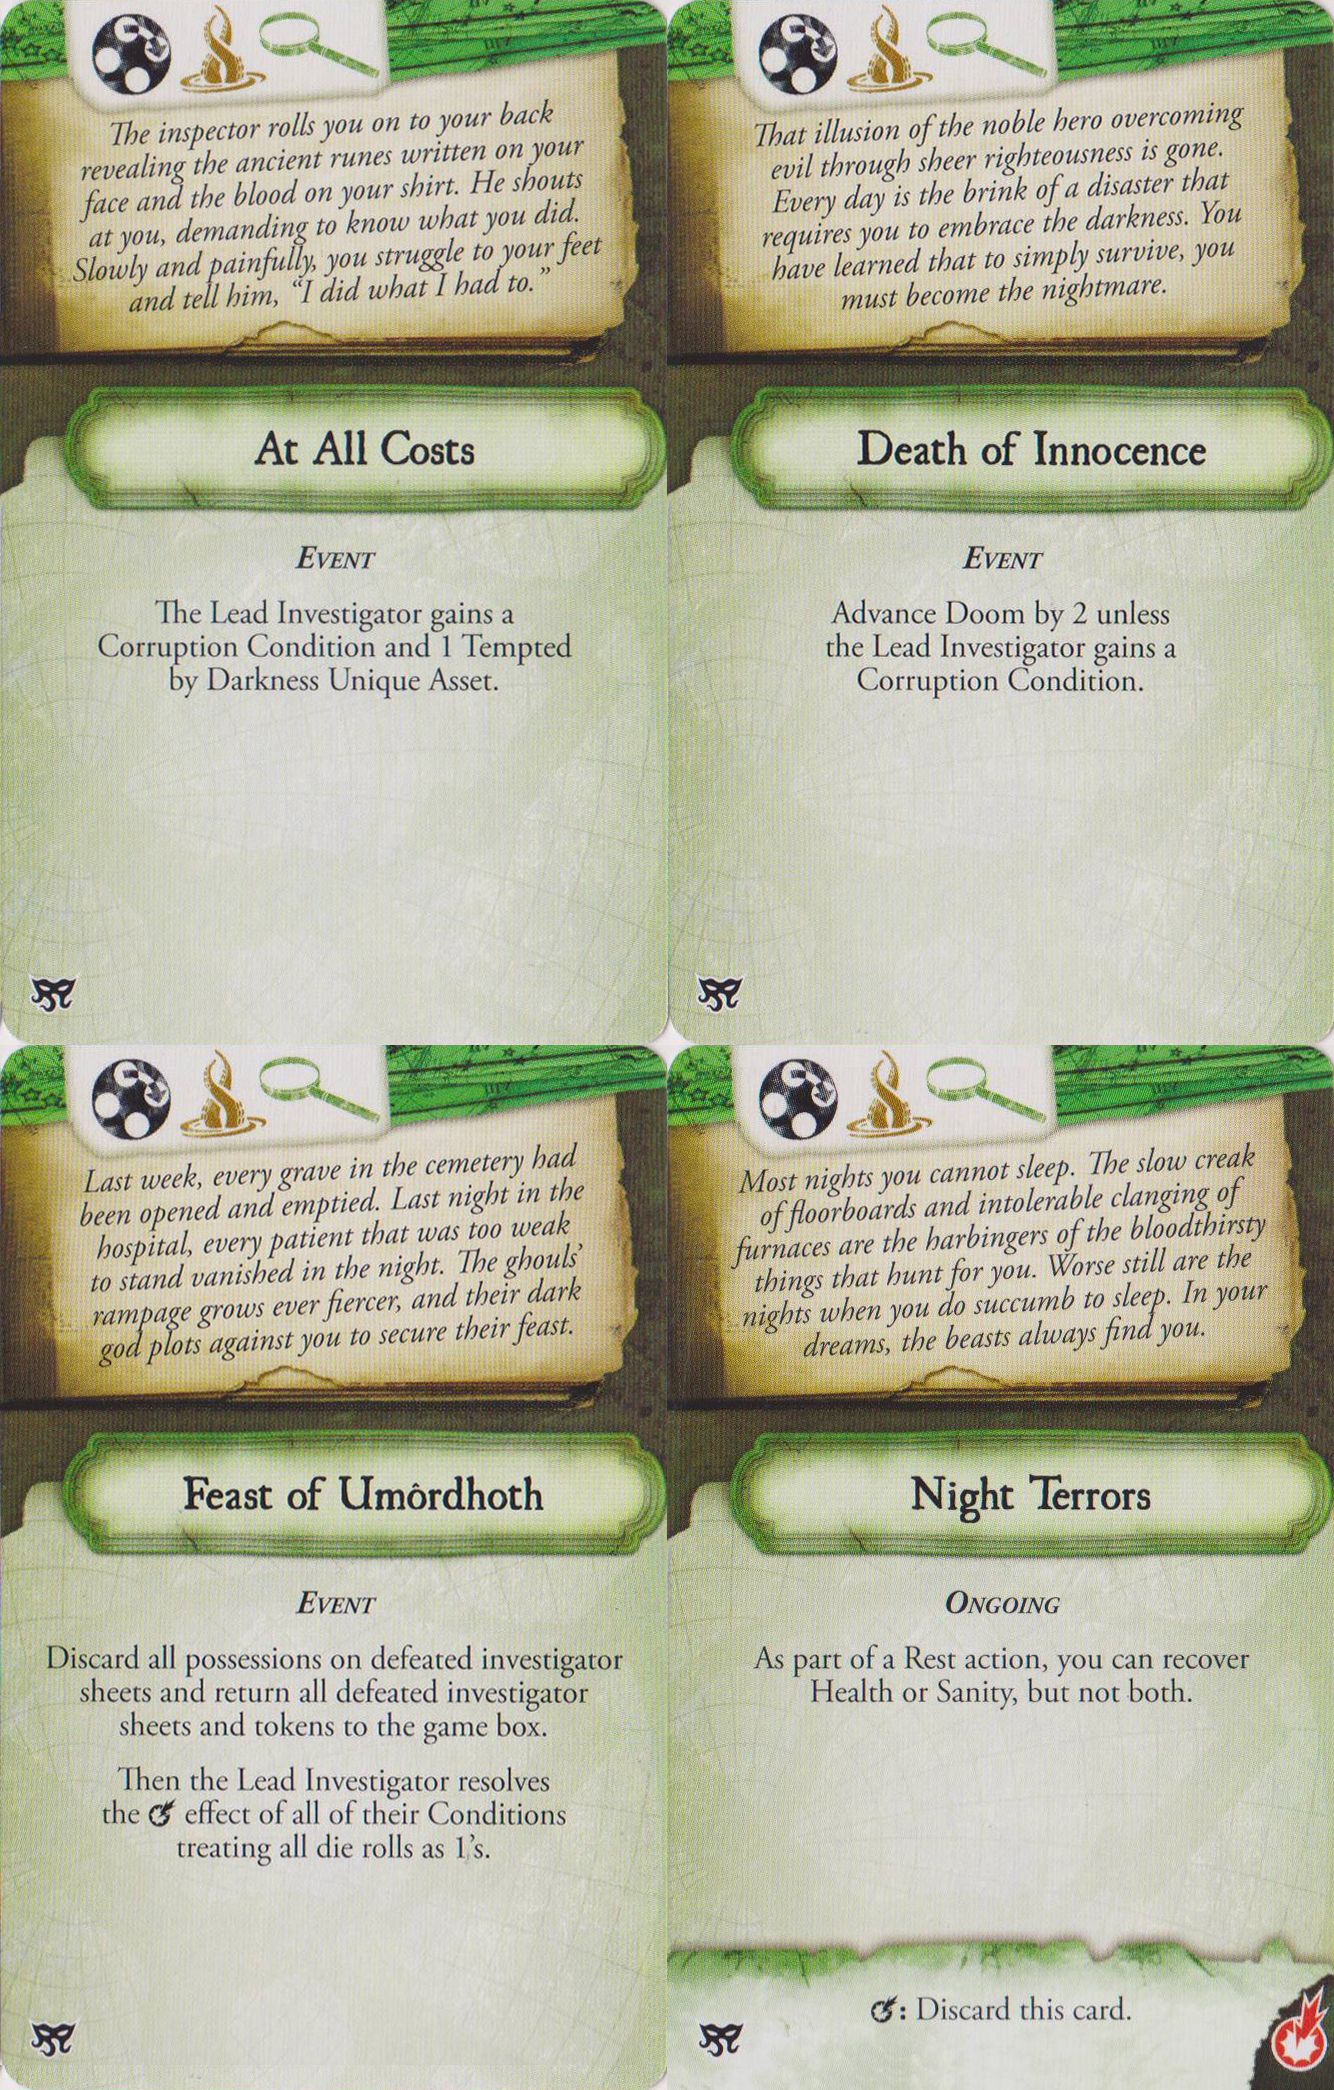 The inspector rolls you on to your back
revealing the ancient runes written on your
face and the blood on your shirt. He shouts
at you, demanding to know what you did.
Slowly and painfully, you struggle to your feet
and tell him, “I did what I had to.”
At All Costs
Event
The Lead Investigator gains a
Corruption Condition and 1 Tempted
by Darkness Unique Asset.
That illusion of the noble hero overcoming
evil through sheer righteousness is gone.
Every day is the brink of a disaster that
requires you to embrace the darkness. You
have learned that to simply survive, you
must become the nightmare.
Death of Innocence
Event
Advance Doom by 2 unless
the Lead Investigator gains a
Corruption Condition.
Last week, every grave in the cemetery had
been opened and emptied. Last night in the
hospital, every patient that was too weak
to stand vanished in the night. The ghouls’
rampage grows ever fiercer, and their dark
god plots against you to secure their feast.
Feast of Umôrdhoth
Event
Discard all possessions on defeated investigator
sheets and return all defeated investigator
sheets and tokens to the game box.
Then the Lead Investigator resolves
the effect of all of their Conditions
treating all die rolls as 1’s.
Most nights you cannot sleep. The slow creak
of floorboards and intolerable clanging of
furnaces are the harbingers of the bloodthirsty
things that hunt for you. Worse still are the
nights when you do succumb to sleep. In your
dreams, the beasts always find you.
Night Terrors
Ongoing
As part of a Rest action, you can recover
Health or Sanity, but not both.
: Discard this card.